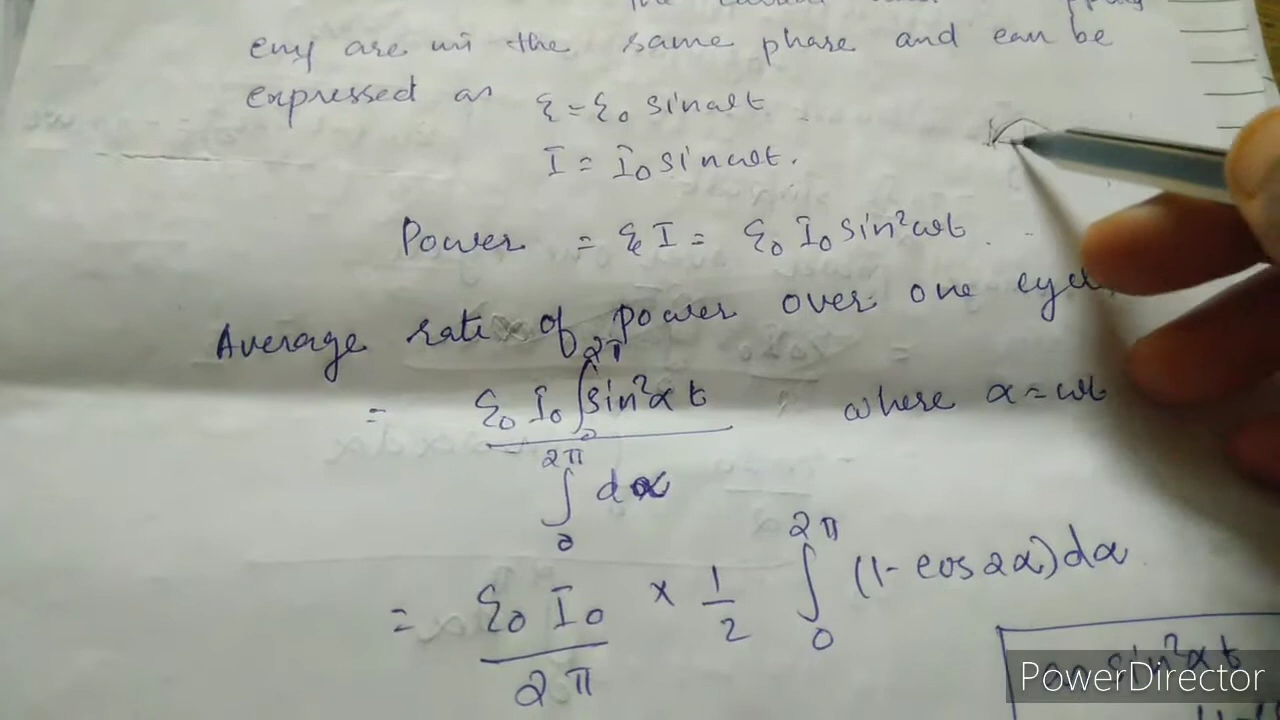 emf are in the same phase and can be
expressed as ε = ε₀ sin ωt
I = I₀ sin ωt.
Power = εI = ε₀ I₀ sin²ωt.
Average rate of power over one cycle
= ε₀ I₀ ∫₀^2π sin²α t / ∫₀^2π dα where α = ωt
= ε₀ I₀ / 2π × 1/2 ∫₀^2π (1 - cos 2α) dα
sin²α t
PowerDirector